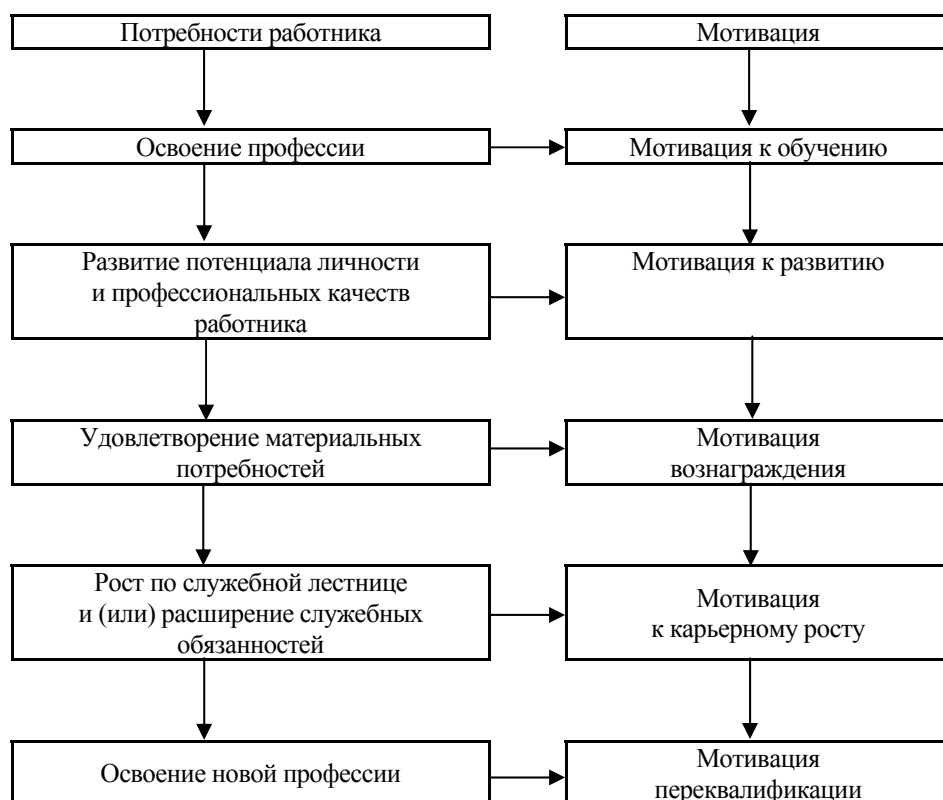 Потребности работника
Мотивация
Освоение профессии
Мотивация к обучению
Развитие потенциала личности
и профессиональных качеств
работника
Мотивация к развитию
Удовлетворение материальных
потребностей
Мотивация
вознаграждения
Рост по служебной лестнице
и (или) расширение служебных
обязанностей
Мотивация
к карьерному росту
Освоение новой профессии
Мотивация
переквалификации